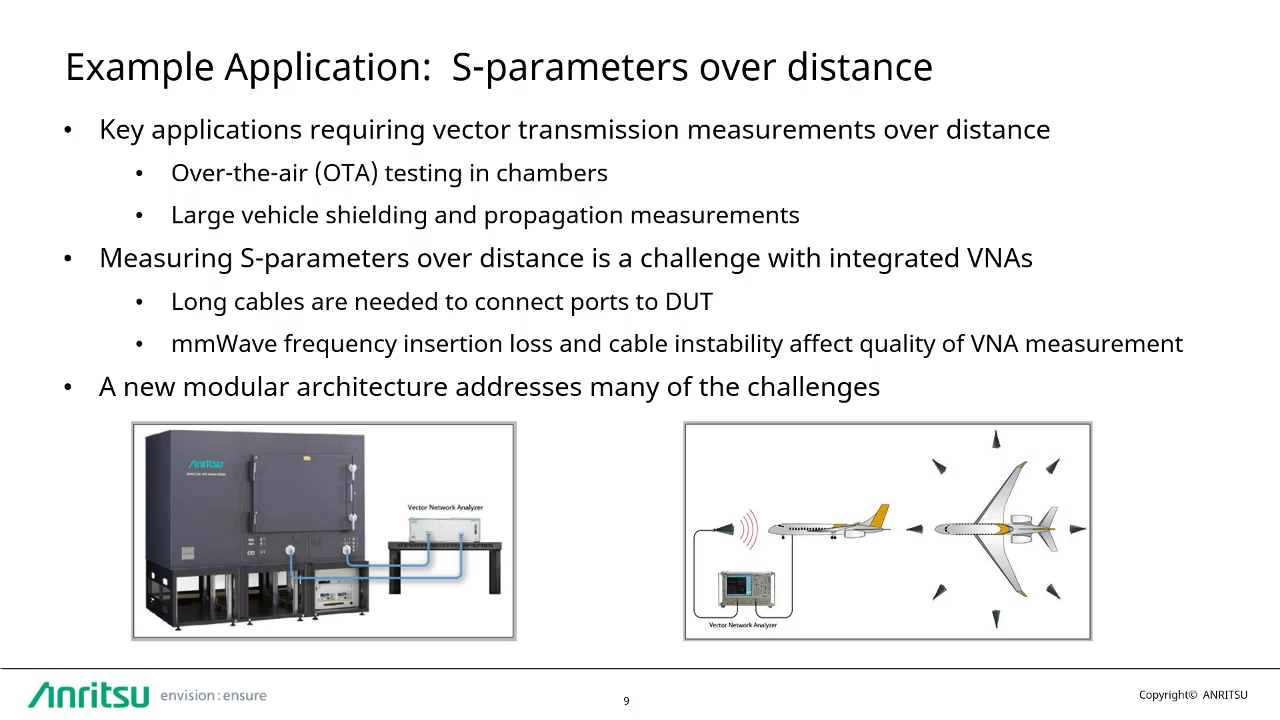 Example Application:  S-parameters over distance
• Key applications requiring vector transmission measurements over distance
• Over-the-air (OTA) testing in chambers
• Large vehicle shielding and propagation measurements
• Measuring S-parameters over distance is a challenge with integrated VNAs
• Long cables are needed to connect ports to DUT
• mmWave frequency insertion loss and cable instability affect quality of VNA measurement
• A new modular architecture addresses many of the challenges
Anritsu
Vector Network Analyzer
Vector Network Analyzer
Anritsu envision : ensure
9
Copyright© ANRITSU